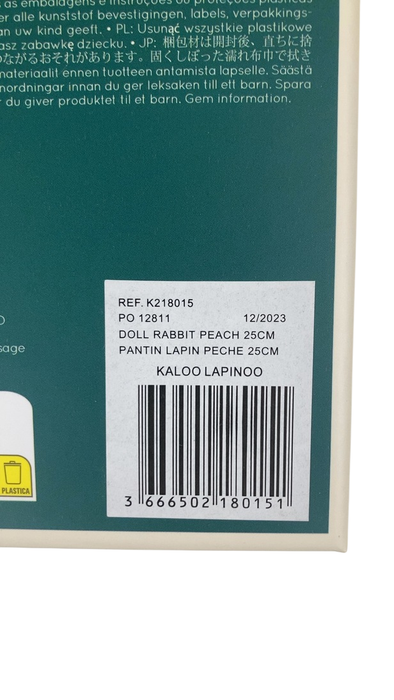 as embalagens e instruções ou proteções plásticas
er alle kunststof bevestigingen, labels, verpakkings-
an uw kind geeft. • PL: Usunąć wszystkie plastikowe
asz zabawkę dziecku. • JP: 梱包材は開封後、直ちに捨
ながるおそれがあります。固くしぼった濡れ布巾で拭き
materiaalit ennen tuotteen antamista lapselle. Säästä
nordningar innan du ger leksaken till ett barn. Spara
du giver produktet til et barn. Gem information.
sage
PLASTICA
REF. K218015
PO 12811 12/2023
DOLL RABBIT PEACH 25CM
PANTIN LAPIN PECHE 25CM
KALOO LAPINOO
3 666502 180151